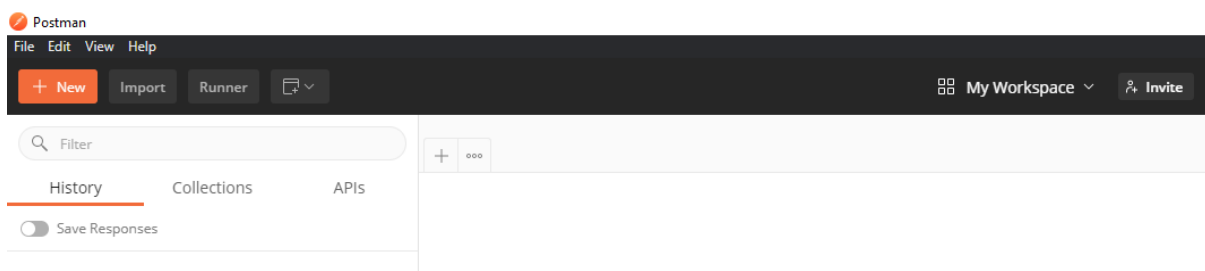 Postman
File Edit View Help
+ New Import Runner My Workspace Invite
Filter
History Collections APIs
Save Responses